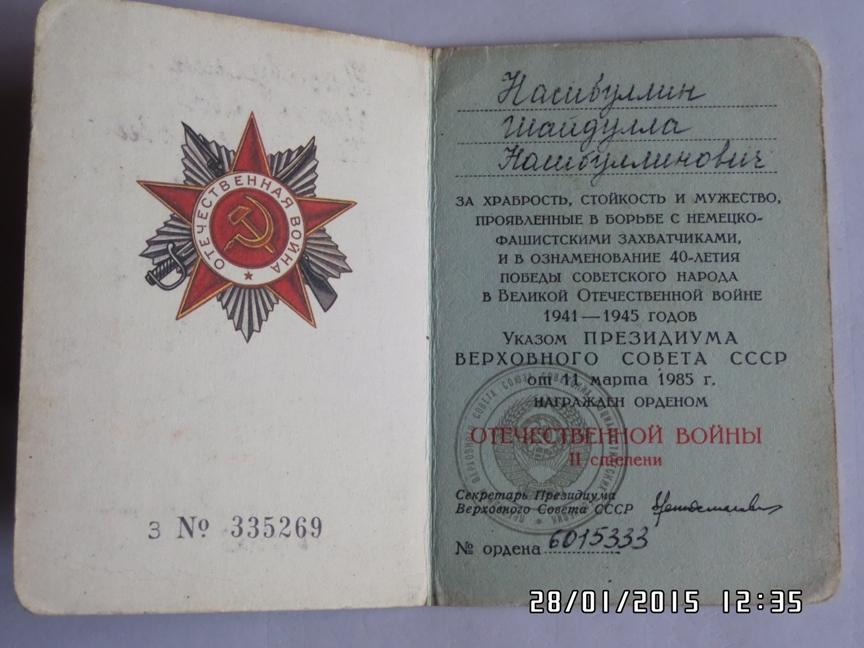 ОТЕЧЕСТВЕННАЯ ВОЙНА
З № 335269
Насибуллин
Шайдулла
Насибуллинович
ЗА ХРАБРОСТЬ, СТОЙКОСТЬ И МУЖЕСТВО,
ПРОЯВЛЕННЫЕ В БОРЬБЕ С НЕМЕЦКО-
ФАШИСТСКИМИ ЗАХВАТЧИКАМИ,
И В ОЗНАМЕНОВАНИЕ 40-ЛЕТИЯ
ПОБЕДЫ СОВЕТСКОГО НАРОДА
В ВЕЛИКОЙ ОТЕЧЕСТВЕННОЙ ВОЙНЕ
1941—1945 ГОДОВ
УКАЗОМ ПРЕЗИДИУМА
ВЕРХОВНОГО СОВЕТА СССР
от 11 марта 1985 г.
НАГРАЖДЕН ОРДЕНОМ
ОТЕЧЕСТВЕННОЙ ВОЙНЫ
II степени
Секретарь Президиума
Верховного Совета СССР
№ ордена 6015333
28/01/2015 12:35